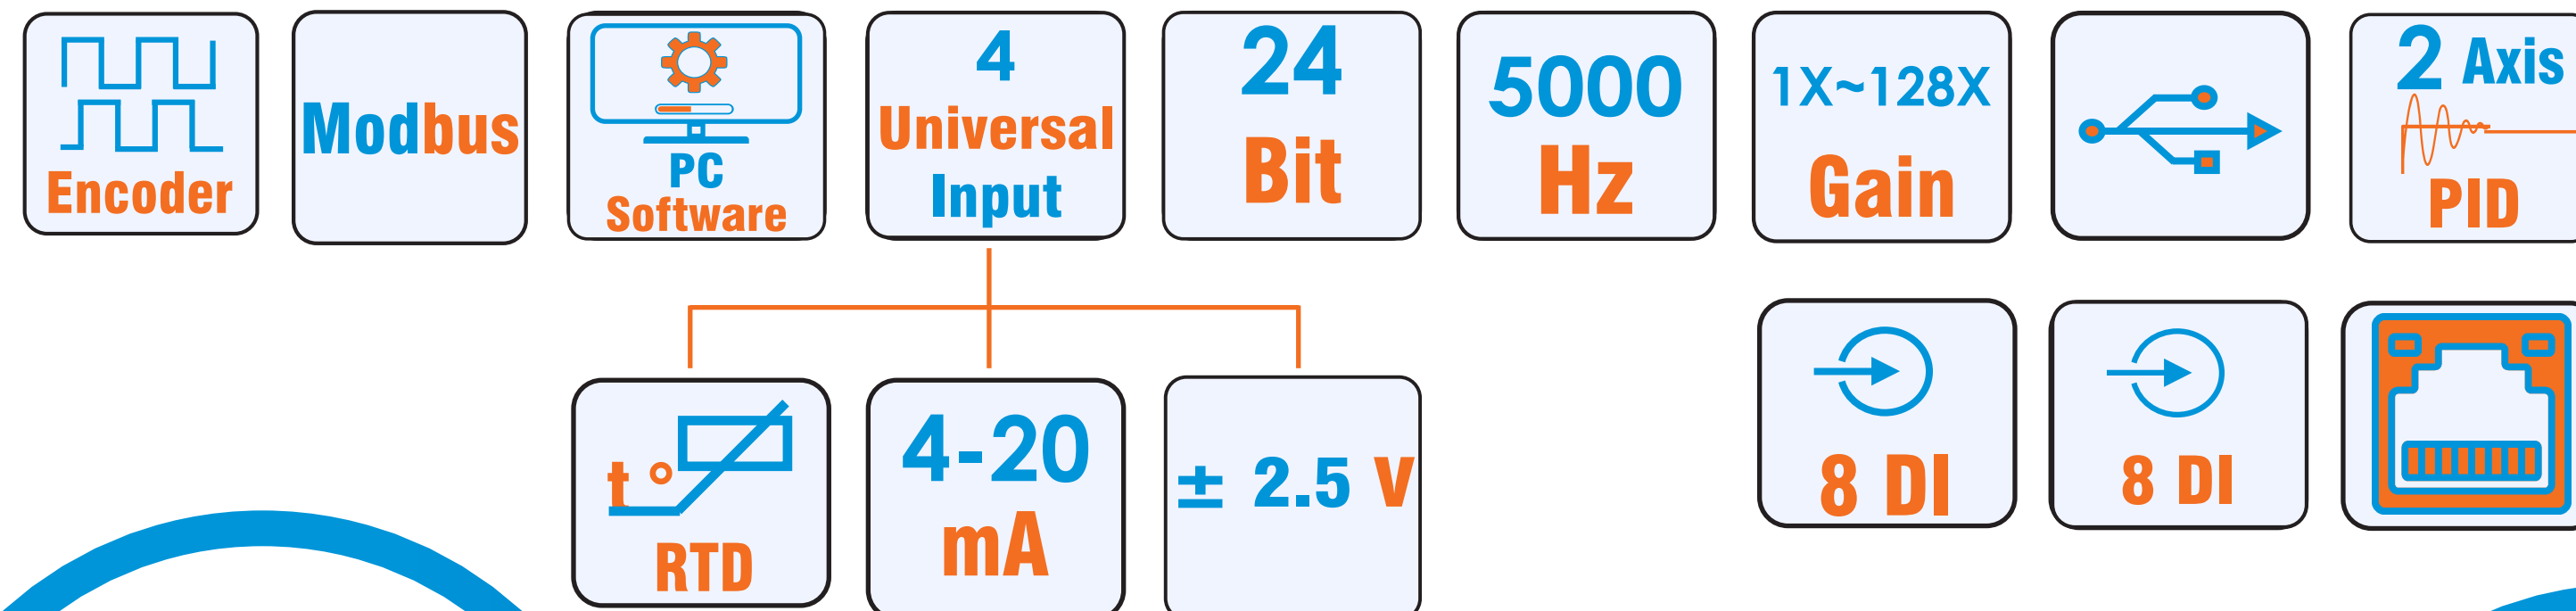 Encoder
Modbus
PC
Software
4
Universal
Input
24
Bit
5000
Hz
1X~128X
Gain
2 Axis
PID
t°
RTD
4-20
mA
± 2.5 V
8 DI
8 DI